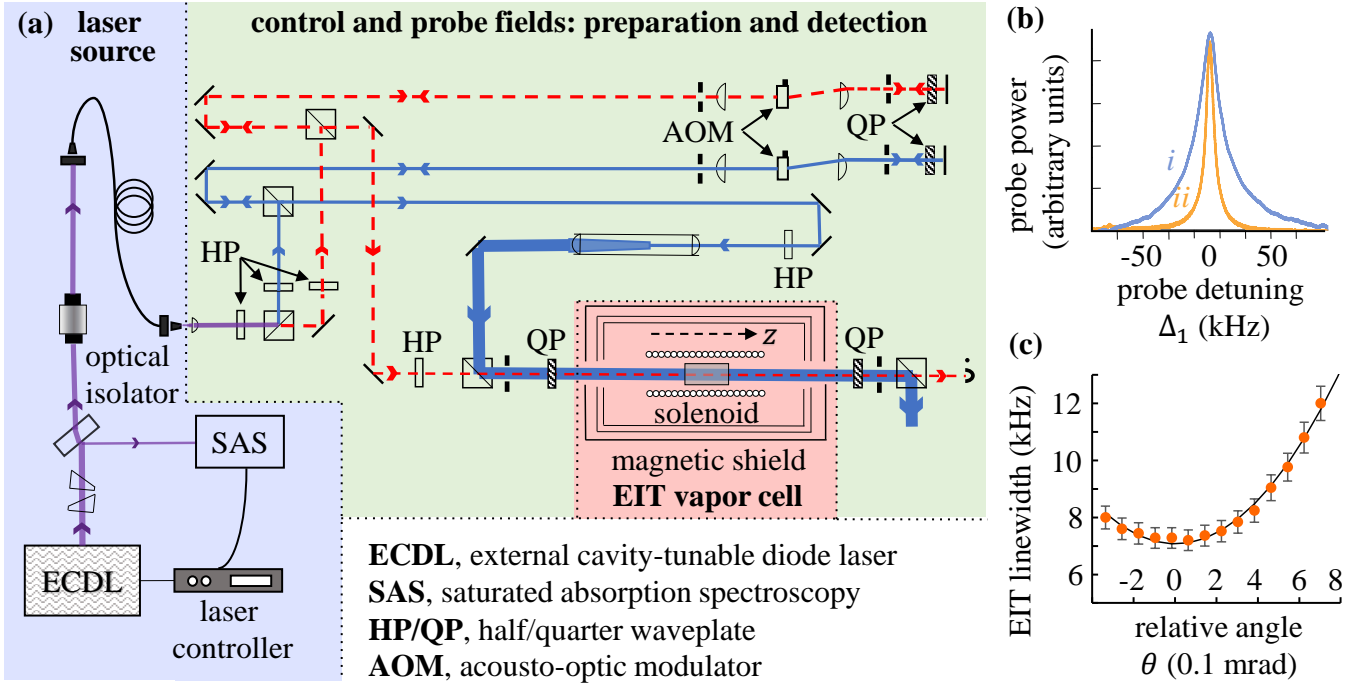 (a) laser
source
control and probe fields: preparation and detection
AOM
QP
HP
HP
HP
QP
QP
z
solenoid
magnetic shield
EIT vapor cell
optical
isolator
SAS
ECDL
laser
controller
ECDL, external cavity-tunable diode laser
SAS, saturated absorption spectroscopy
HP/QP, half/quarter waveplate
AOM, acousto-optic modulator
(b)
probe power
(arbitrary units)
i
ii
-50 0 50
probe detuning
Δ₁ (kHz)
(c)
EIT linewidth (kHz)
12
10
8
6
-2 0 2 4 6 8
relative angle
θ (0.1 mrad)